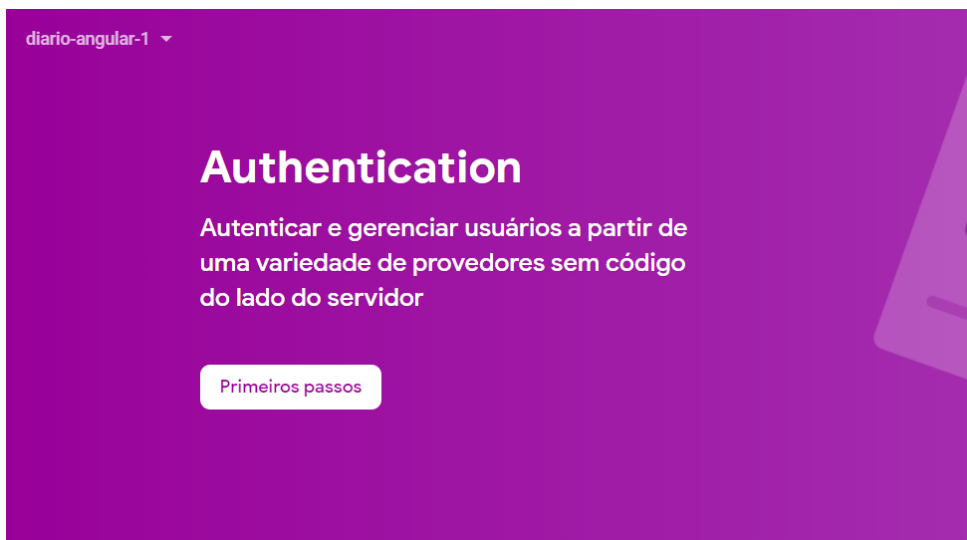 diario-angular-1
Authentication
Autenticar e gerenciar usuários a partir de
uma variedade de provedores sem código
do lado do servidor
Primeiros passos